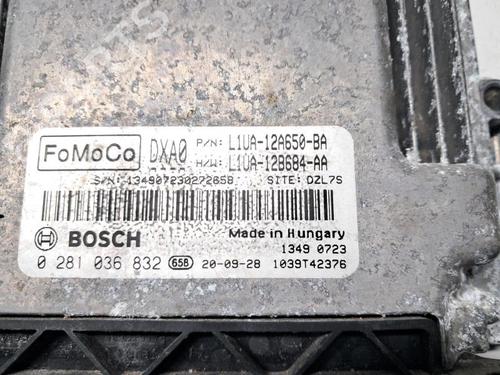 FoMoCo DXA0 P/N: L1UA-12A650-BA
H/W: L1UA-12B684-AA
S/N:134907230272658 SITE: DZL7S
BOSCH Made in Hungary
1349 0723
0 281 036 832 658 20-09-28 1039T42376